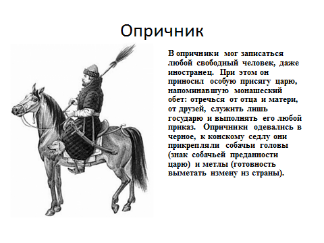 Опричник
В опричники мог записаться
любой свободный человек, даже
иностранец. При этом он
приносил особую присягу царю,
напоминавшую монашеский
обет: отречься от отца и матери,
от друзей, служить лишь
государю и выполнять его любой
приказ. Опричники одевались в
черное, к конскому седлу они
прикрепляли собачьи головы
(знак собачьей преданности
царю) и метлы (готовность
выметать измену из страны).